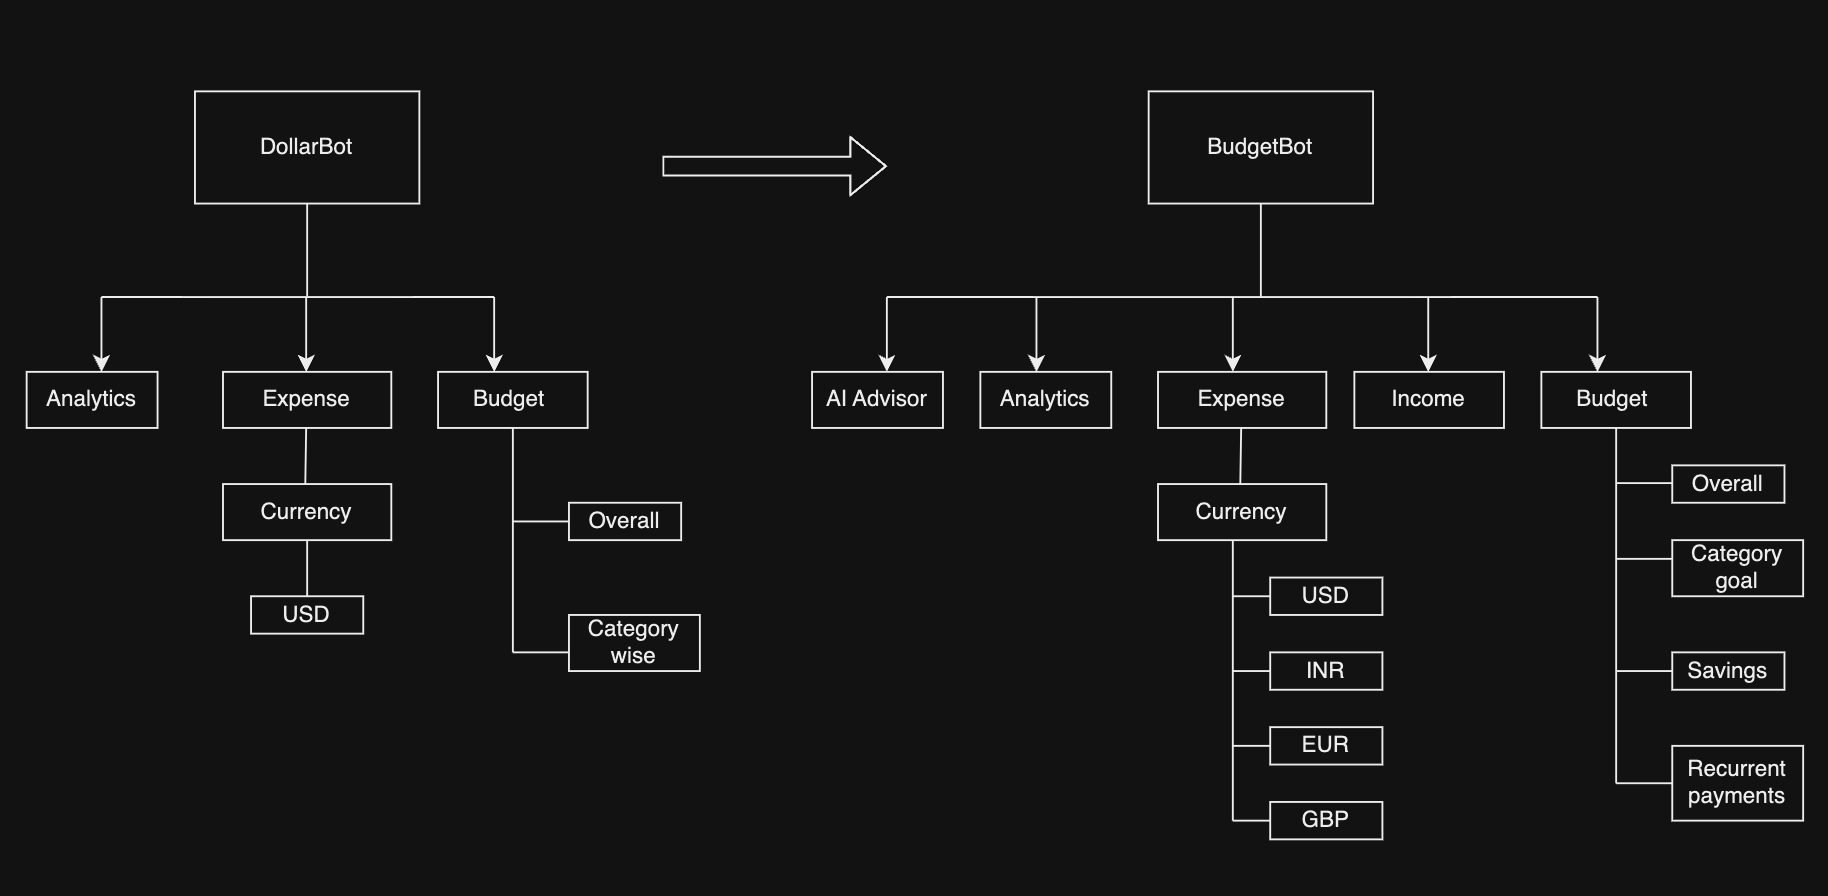 DollarBot
BudgetBot
Analytics
Expense
Budget
AI Advisor
Analytics
Expense
Income
Budget
Currency
USD
Overall
Category
wise
Currency
USD
INR
EUR
GBP
Overall
Category
goal
Savings
Recurrent
payments